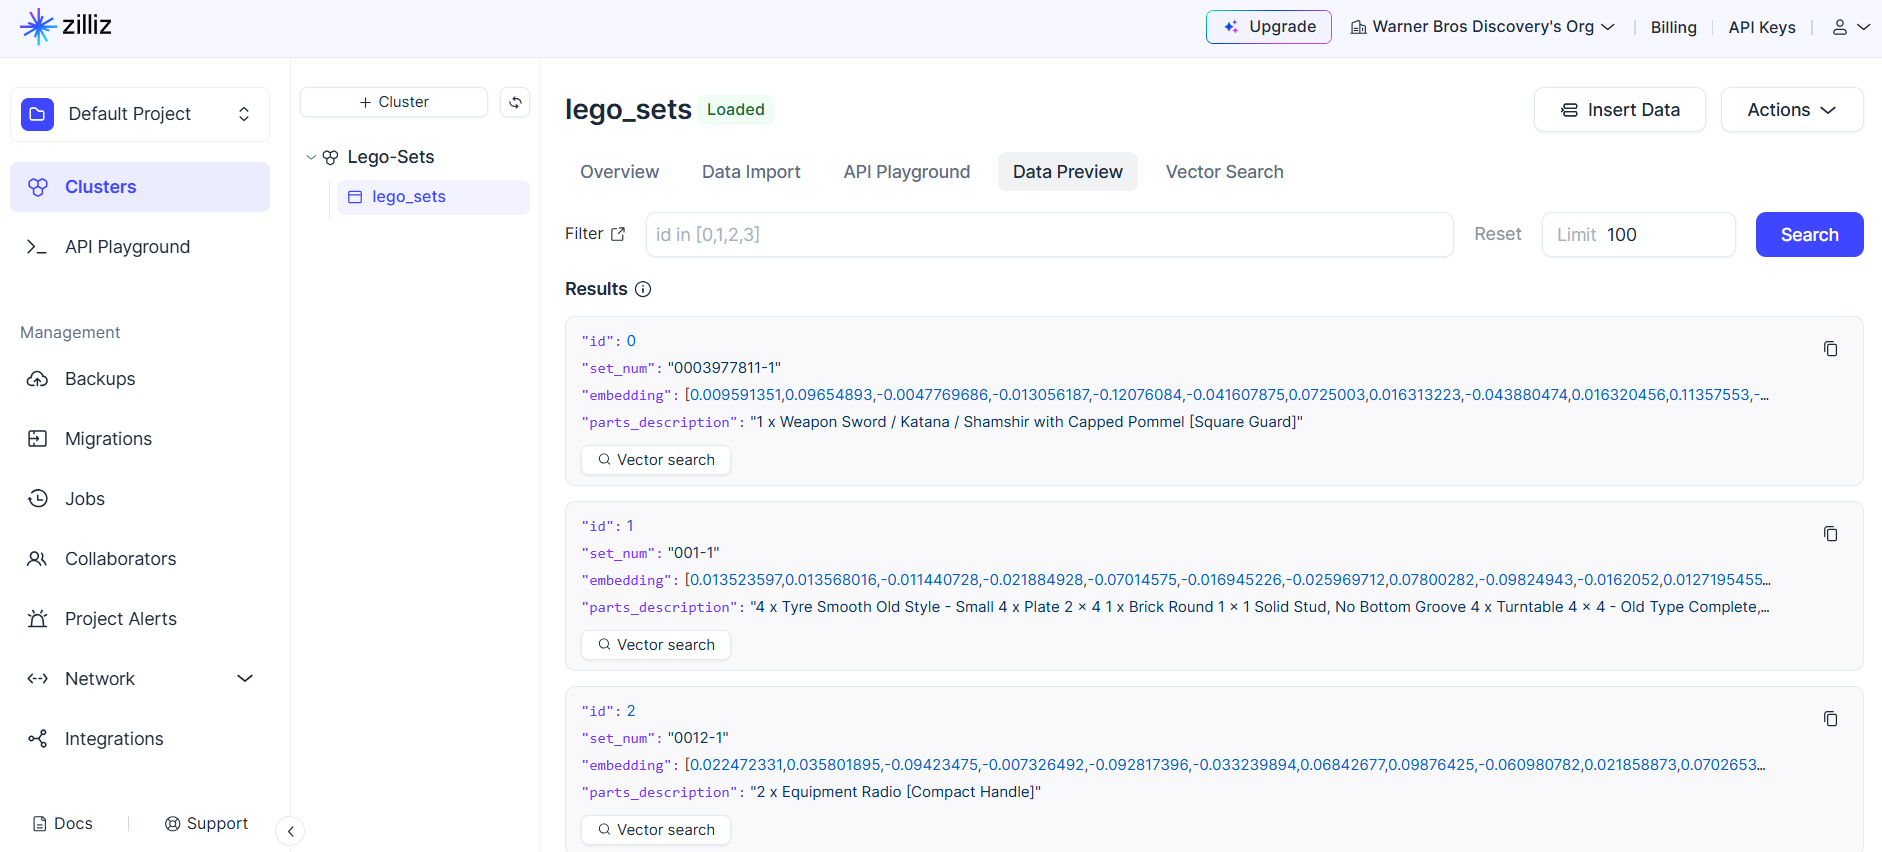 zilliz
Upgrade
Warner Bros Discovery's Org
Billing
API Keys
Default Project
Clusters
API Playground
Management
Backups
Migrations
Jobs
Collaborators
Project Alerts
Network
Integrations
Docs
Support
+ Cluster
Lego-Sets
lego_sets
lego_sets Loaded
Insert Data
Actions
Overview
Data Import
API Playground
Data Preview
Vector Search
Filter
id in [0,1,2,3]
Reset
Limit 100
Search
Results
"id": 0
"set_num": "0003977811-1"
"embedding": [0.009591351,0.09654893,-0.0047769686,-0.013056187,-0.12076084,-0.041607875,0.0725003,0.016313223,-0.043880474,0.016320456,0.11357553,-...
"parts_description": "1 x Weapon Sword / Katana / Shamshir with Capped Pommel [Square Guard]"
Vector search
"id": 1
"set_num": "001-1"
"embedding": [0.013523597,0.013568016,-0.011440728,-0.021884928,-0.07014575,-0.016945226,-0.025969712,0.07800282,-0.09824943,-0.0162052,0.0127195455...
"parts_description": "4 x Tyre Smooth Old Style - Small 4 x Plate 2 × 4 1 x Brick Round 1 × 1 Solid Stud, No Bottom Groove 4 x Turntable 4 × 4 - Old Type Complete,...
Vector search
"id": 2
"set_num": "0012-1"
"embedding": [0.022472331,0.035801895,-0.09423475,-0.007326492,-0.092817396,-0.033239894,0.06842677,0.09876425,-0.060980782,0.021858873,0.0702653...
"parts_description": "2 x Equipment Radio [Compact Handle]"
Vector search